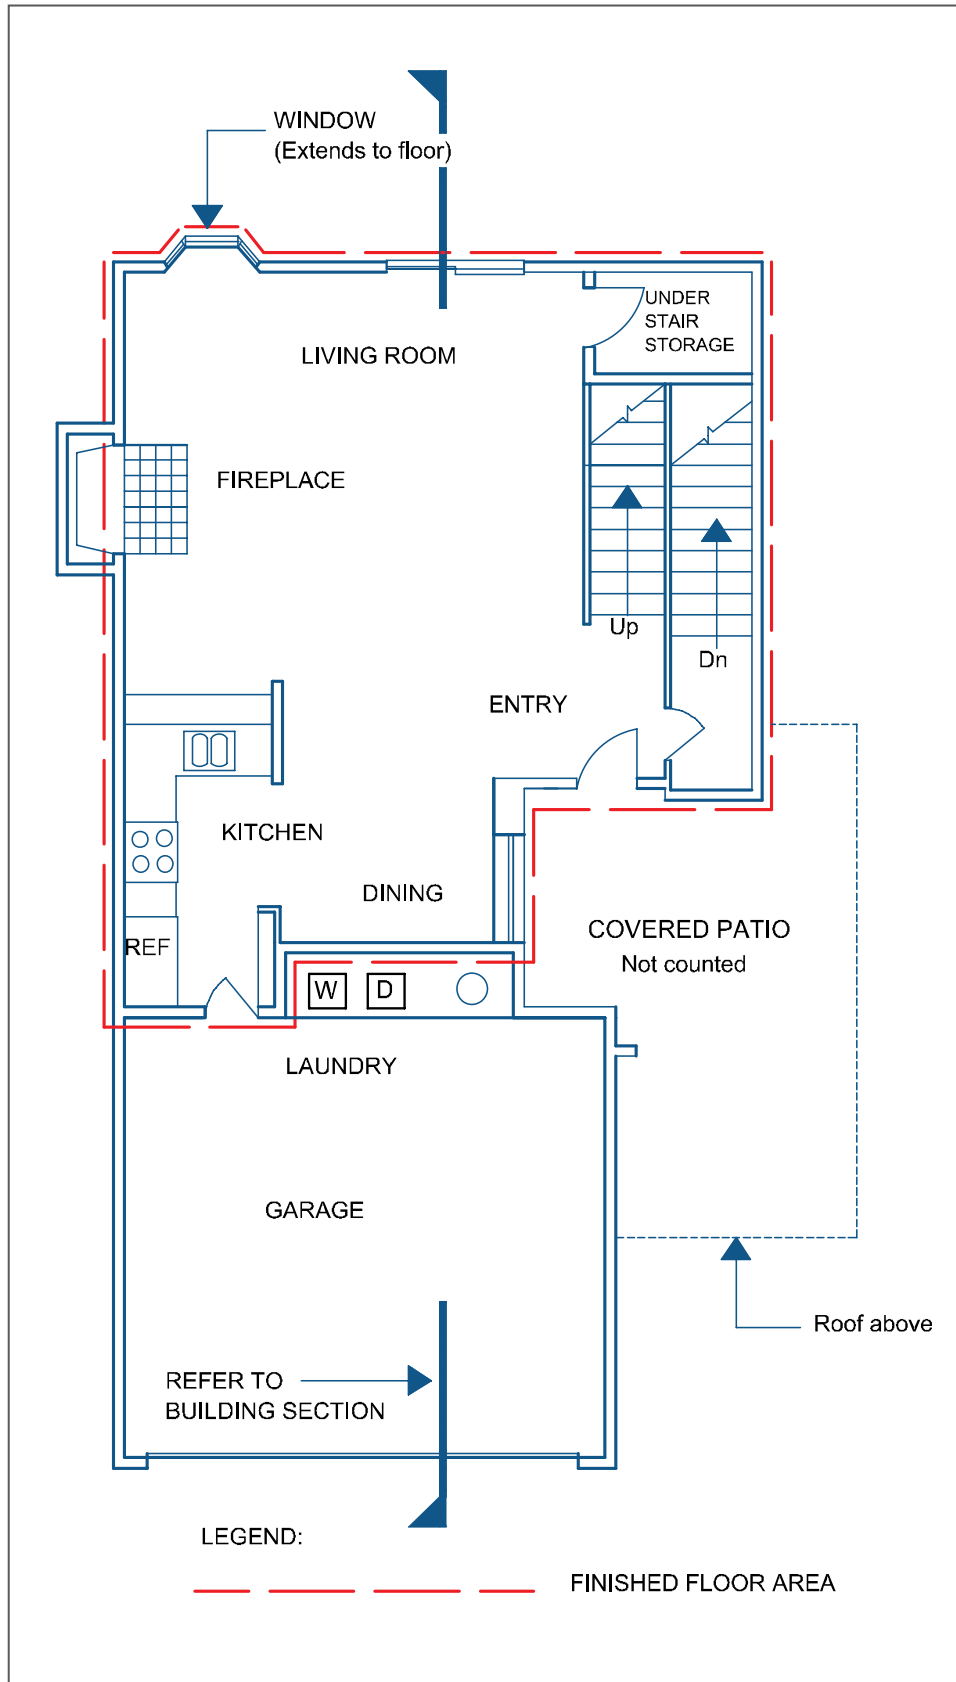 WINDOW
(Extends to floor)
UNDER
STAIR
STORAGE
LIVING ROOM
FIREPLACE
Up
Dn
ENTRY
KITCHEN
DINING
COVERED PATIO
Not counted
REF
W
D
LAUNDRY
GARAGE
Roof above
REFER TO
BUILDING SECTION
LEGEND:
FINISHED FLOOR AREA